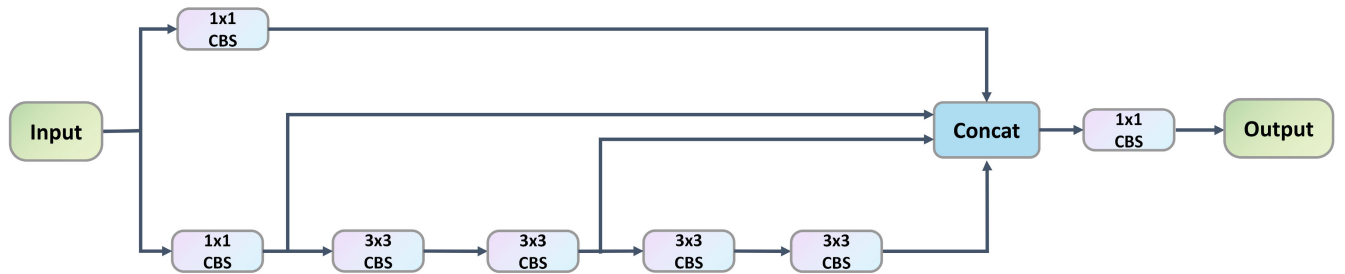 1x1
CBS
Input
Concat
1x1
CBS
Output
1x1
CBS
3x3
CBS
3x3
CBS
3x3
CBS
3x3
CBS